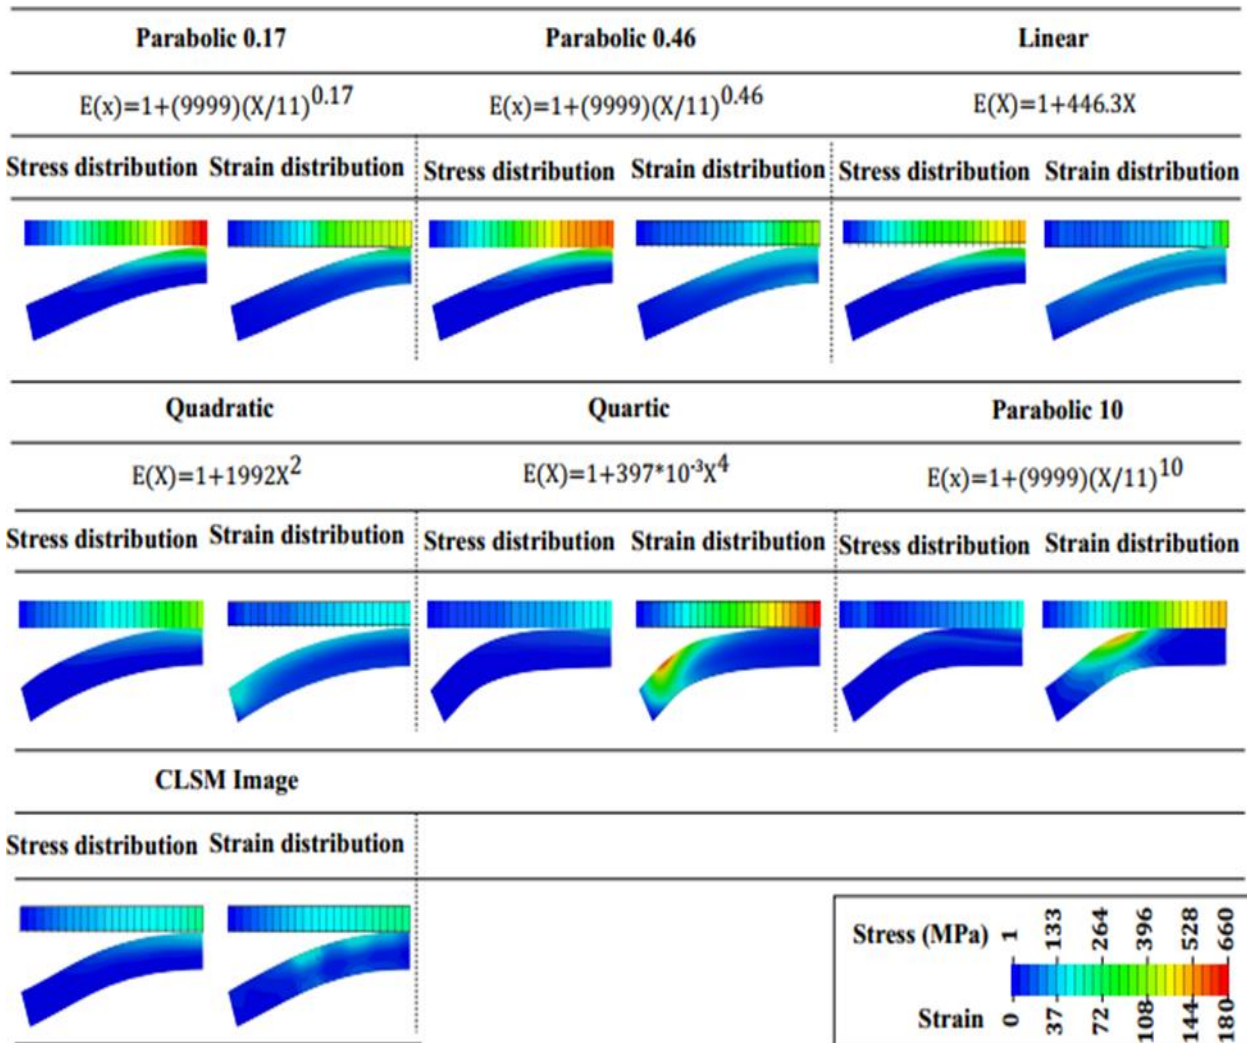 Parabolic 0.17 Parabolic 0.46 Linear
E(x)=1+(9999)(X/11)^0.17 E(x)=1+(9999)(X/11)^0.46 E(X)=1+446.3X
Stress distribution Strain distribution Stress distribution Strain distribution Stress distribution Strain distribution
Quadratic Quartic Parabolic 10
E(X)=1+1992X^2 E(X)=1+397*10^-3X^4 E(x)=1+(9999)(X/11)^10
Stress distribution Strain distribution Stress distribution Strain distribution Stress distribution Strain distribution
CLSM Image
Stress distribution Strain distribution
Stress (MPa) 1 133 264 396 528 660
Strain 0 37 72 108 144 180